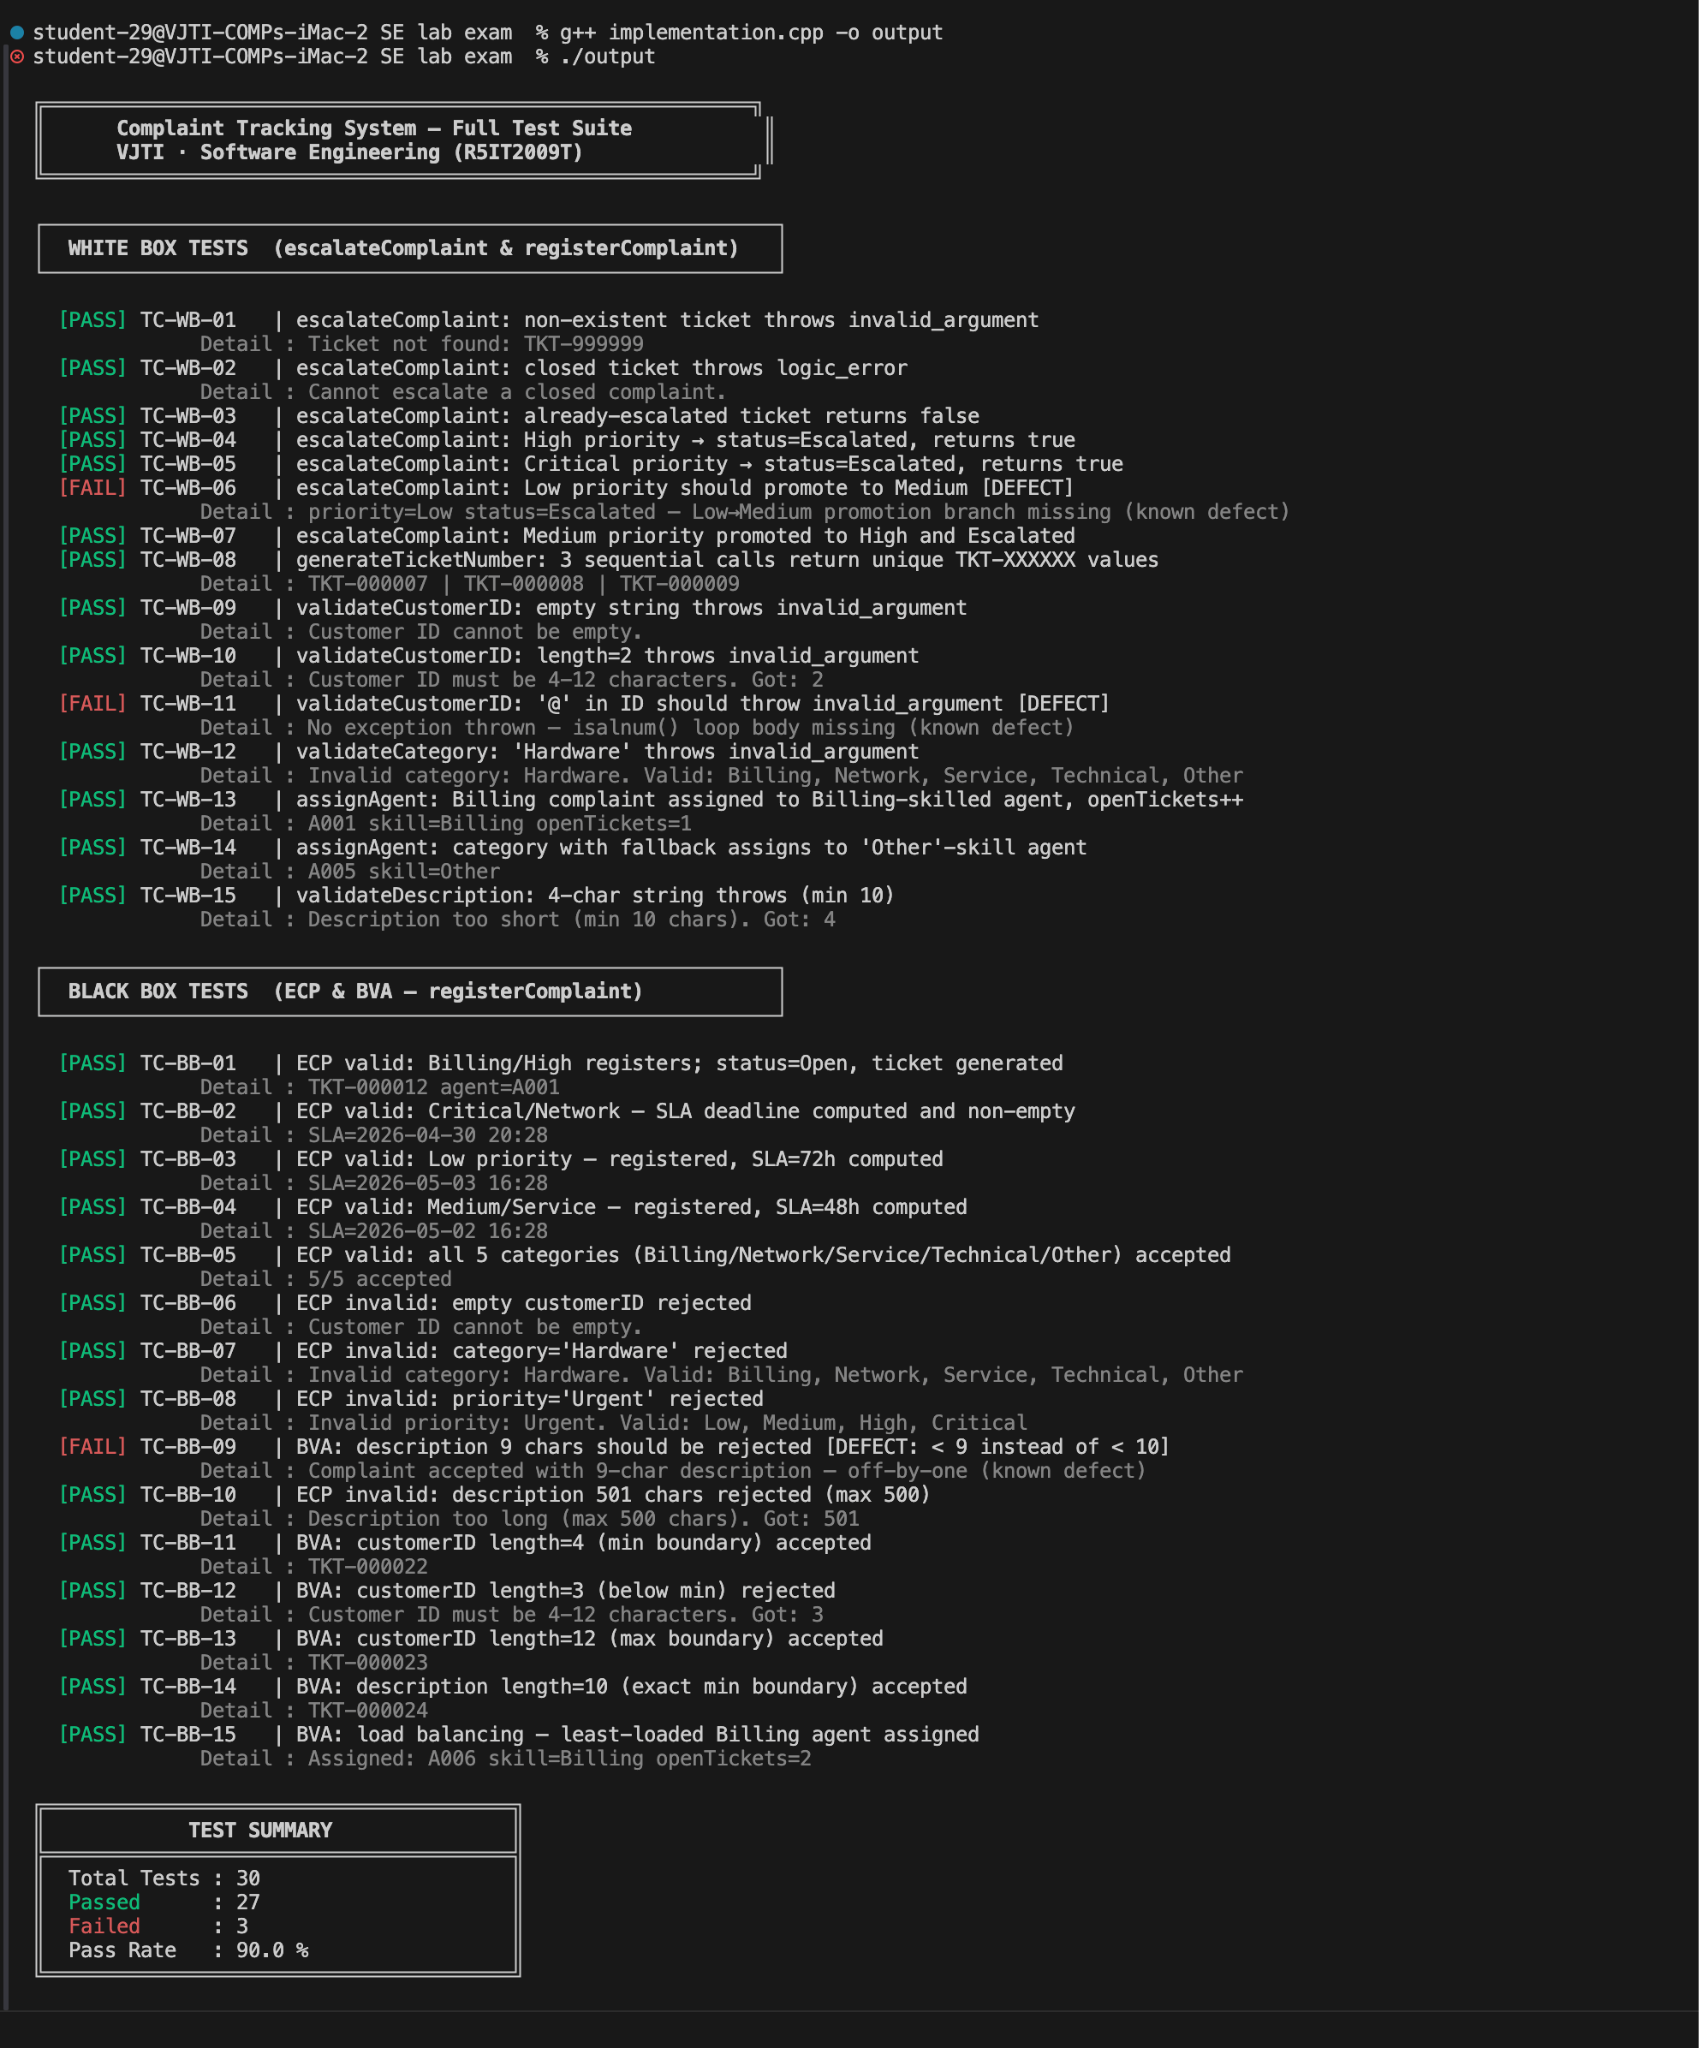 student-29@VJTI-COMPs-iMac-2 SE lab exam  % g++ implementation.cpp -o output
student-29@VJTI-COMPs-iMac-2 SE lab exam  % ./output
Complaint Tracking System — Full Test Suite
VJTI · Software Engineering (R5IT2009T)
WHITE BOX TESTS  (escalateComplaint & registerComplaint)
[PASS] TC-WB-01   | escalateComplaint: non-existent ticket throws invalid_argument
Detail : Ticket not found: TKT-999999
[PASS] TC-WB-02   | escalateComplaint: closed ticket throws logic_error
Detail : Cannot escalate a closed complaint.
[PASS] TC-WB-03   | escalateComplaint: already-escalated ticket returns false
[PASS] TC-WB-04   | escalateComplaint: High priority → status=Escalated, returns true
[PASS] TC-WB-05   | escalateComplaint: Critical priority → status=Escalated, returns true
[FAIL] TC-WB-06   | escalateComplaint: Low priority should promote to Medium [DEFECT]
Detail : priority=Low status=Escalated — Low→Medium promotion branch missing (known defect)
[PASS] TC-WB-07   | escalateComplaint: Medium priority promoted to High and Escalated
[PASS] TC-WB-08   | generateTicketNumber: 3 sequential calls return unique TKT-XXXXXX values
Detail : TKT-000007 | TKT-000008 | TKT-000009
[PASS] TC-WB-09   | validateCustomerID: empty string throws invalid_argument
Detail : Customer ID cannot be empty.
[PASS] TC-WB-10   | validateCustomerID: length=2 throws invalid_argument
Detail : Customer ID must be 4-12 characters. Got: 2
[FAIL] TC-WB-11   | validateCustomerID: '@' in ID should throw invalid_argument [DEFECT]
Detail : No exception thrown — isalnum() loop body missing (known defect)
[PASS] TC-WB-12   | validateCategory: 'Hardware' throws invalid_argument
Detail : Invalid category: Hardware. Valid: Billing, Network, Service, Technical, Other
[PASS] TC-WB-13   | assignAgent: Billing complaint assigned to Billing-skilled agent, openTickets++
Detail : A001 skill=Billing openTickets=1
[PASS] TC-WB-14   | assignAgent: category with fallback assigns to 'Other'-skill agent
Detail : A005 skill=Other
[PASS] TC-WB-15   | validateDescription: 4-char string throws (min 10)
Detail : Description too short (min 10 chars). Got: 4
BLACK BOX TESTS  (ECP & BVA — registerComplaint)
[PASS] TC-BB-01   | ECP valid: Billing/High registers; status=Open, ticket generated
Detail : TKT-000012 agent=A001
[PASS] TC-BB-02   | ECP valid: Critical/Network — SLA deadline computed and non-empty
Detail : SLA=2026-04-30 20:28
[PASS] TC-BB-03   | ECP valid: Low priority — registered, SLA=72h computed
Detail : SLA=2026-05-03 16:28
[PASS] TC-BB-04   | ECP valid: Medium/Service — registered, SLA=48h computed
Detail : SLA=2026-05-02 16:28
[PASS] TC-BB-05   | ECP valid: all 5 categories (Billing/Network/Service/Technical/Other) accepted
Detail : 5/5 accepted
[PASS] TC-BB-06   | ECP invalid: empty customerID rejected
Detail : Customer ID cannot be empty.
[PASS] TC-BB-07   | ECP invalid: category='Hardware' rejected
Detail : Invalid category: Hardware. Valid: Billing, Network, Service, Technical, Other
[PASS] TC-BB-08   | ECP invalid: priority='Urgent' rejected
Detail : Invalid priority: Urgent. Valid: Low, Medium, High, Critical
[FAIL] TC-BB-09   | BVA: description 9 chars should be rejected [DEFECT: < 9 instead of < 10]
Detail : Complaint accepted with 9-char description — off-by-one (known defect)
[PASS] TC-BB-10   | ECP invalid: description 501 chars rejected (max 500)
Detail : Description too long (max 500 chars). Got: 501
[PASS] TC-BB-11   | BVA: customerID length=4 (min boundary) accepted
Detail : TKT-000022
[PASS] TC-BB-12   | BVA: customerID length=3 (below min) rejected
Detail : Customer ID must be 4-12 characters. Got: 3
[PASS] TC-BB-13   | BVA: customerID length=12 (max boundary) accepted
Detail : TKT-000023
[PASS] TC-BB-14   | BVA: description length=10 (exact min boundary) accepted
Detail : TKT-000024
[PASS] TC-BB-15   | BVA: load balancing — least-loaded Billing agent assigned
Detail : Assigned: A006 skill=Billing openTickets=2
TEST SUMMARY
Total Tests : 30
Passed      : 27
Failed      : 3
Pass Rate   : 90.0 %